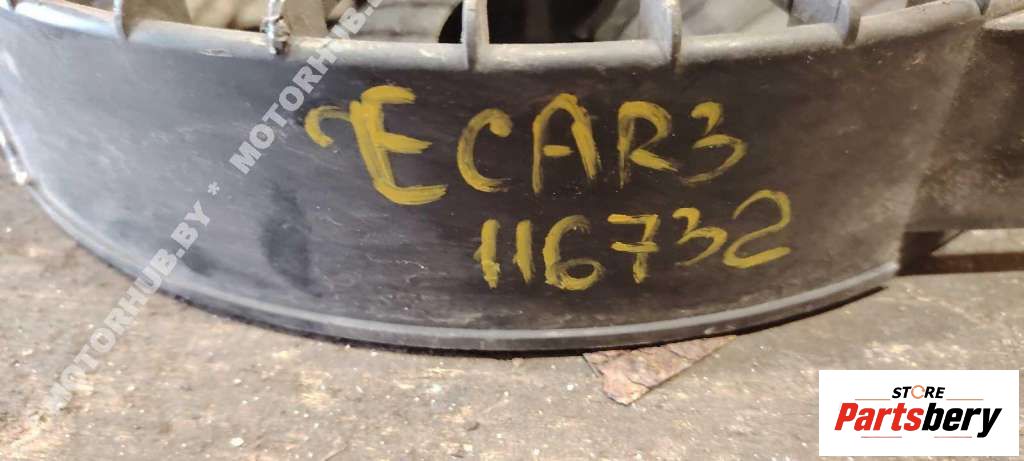 MOTORHUB.BY * MOTORHUB.BY
ECAR3
116732
STORE
Partsbery